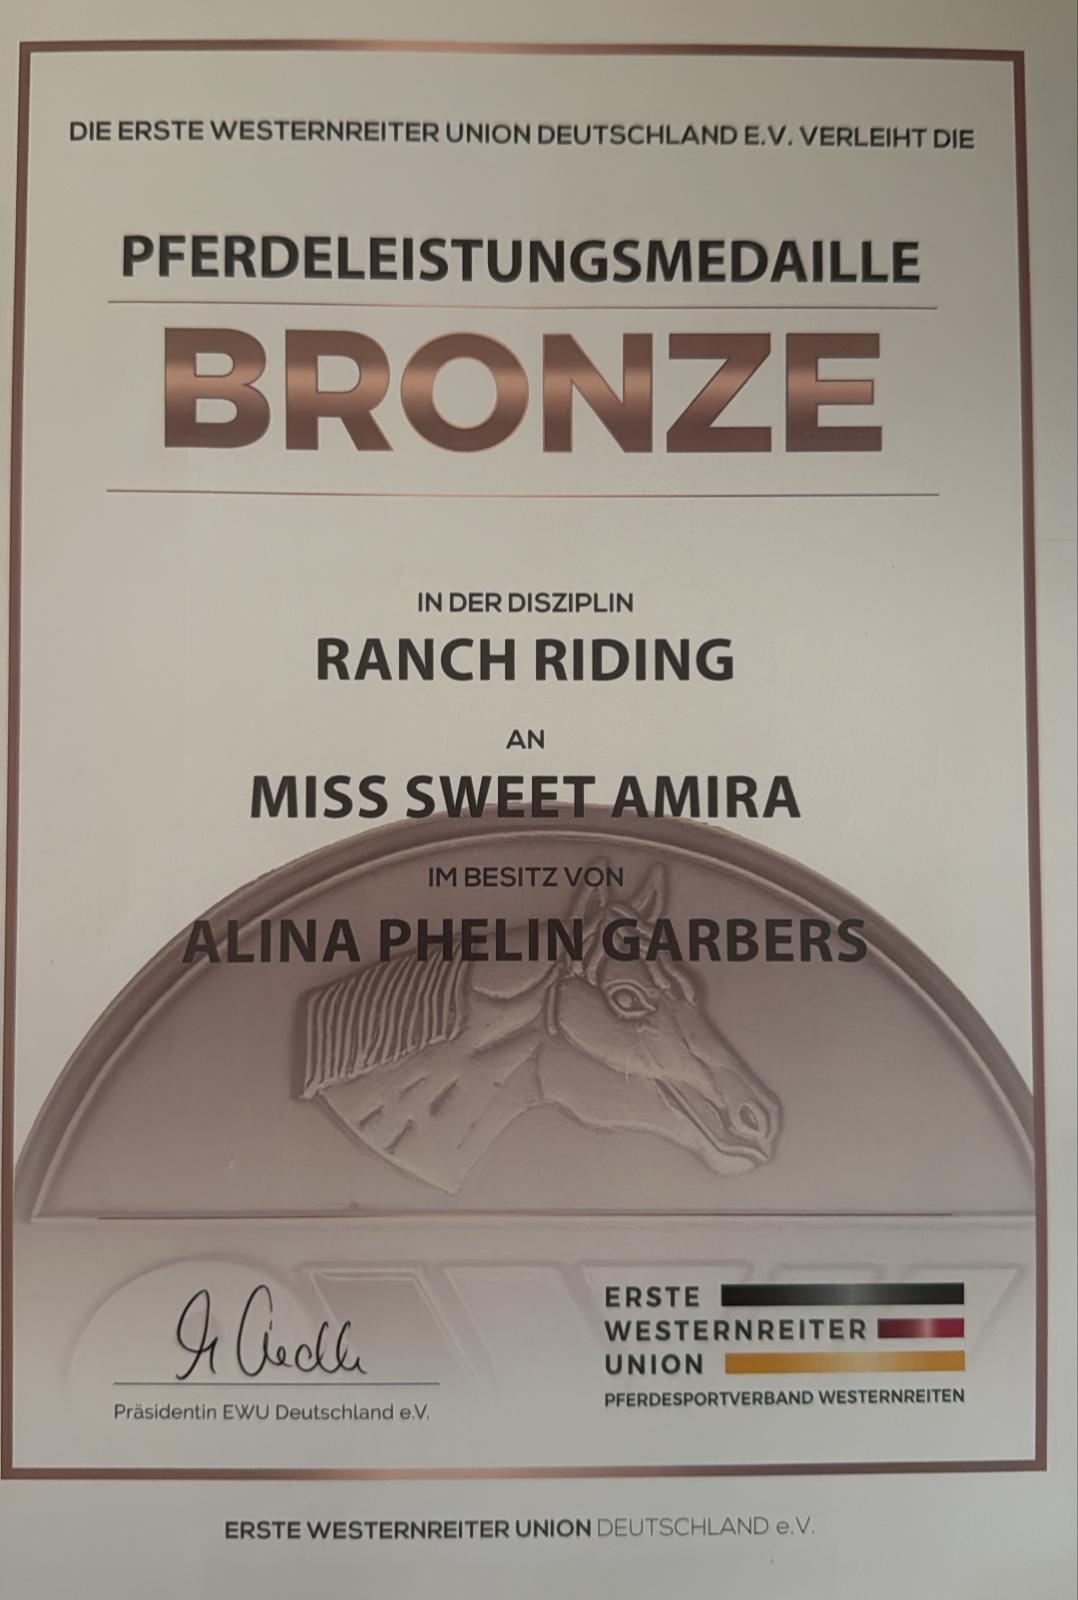 DIE ERSTE WESTERNREITER UNION DEUTSCHLAND E.V. VERLEIHT DIE
PFERDELEISTUNGSMEDAILLE
BRONZE
IN DER DISZIPLIN
RANCH RIDING
AN
MISS SWEET AMIRA
IM BESITZ VON
ALINA PHELIN GARBERS
Präsidentin EWU Deutschland e.V.
ERSTE
WESTERNREITER
UNION
PFERDESPORTVERBAND WESTERNREITEN
ERSTE WESTERNREITER UNION DEUTSCHLAND e.V.